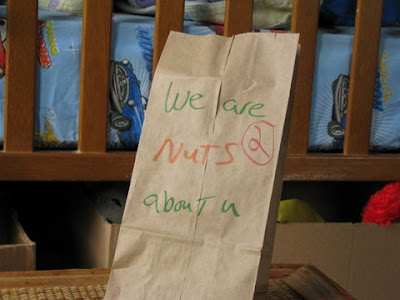 We are
NUTS 2
about u